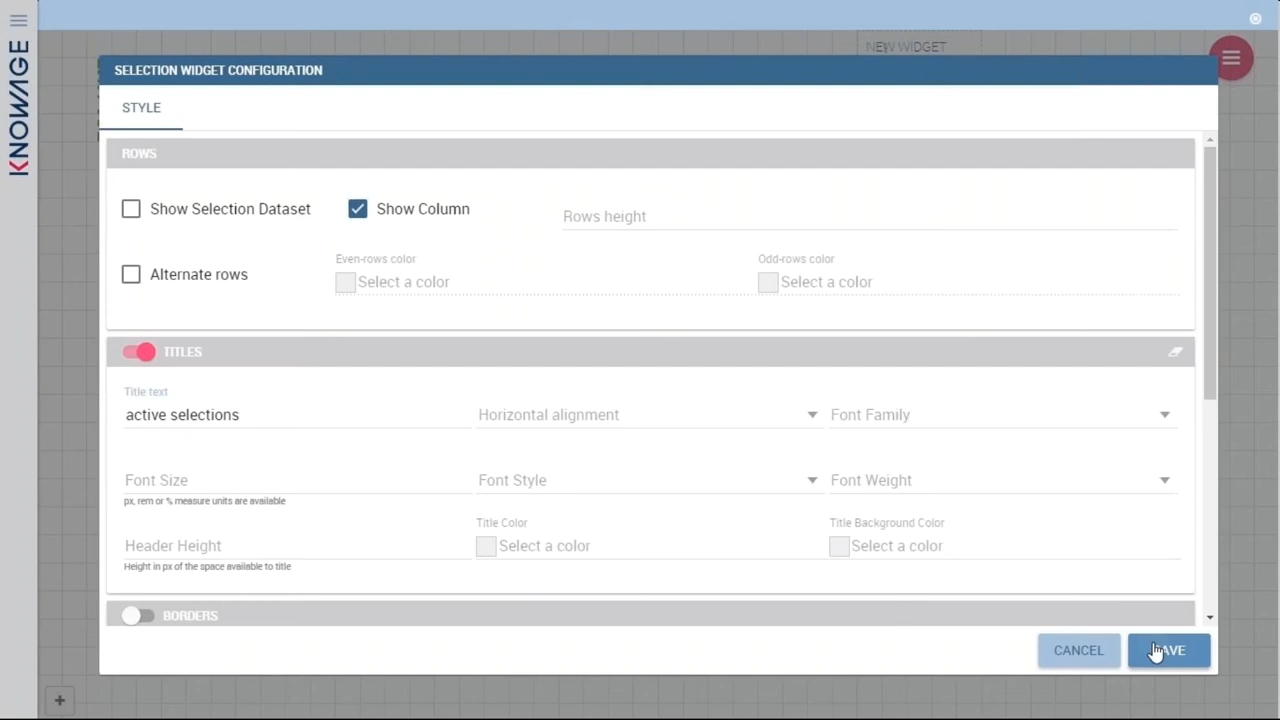 KNOWAGE
NEW WIDGET
SELECTION WIDGET CONFIGURATION
STYLE
ROWS
Show Selection Dataset
Show Column
Rows height
Alternate rows
Even-rows color
Select a color
Odd-rows color
Select a color
TITLES
Title text
active selections
Horizontal alignment
Font Family
Font Size
px, rem or % measure units are available
Font Style
Font Weight
Header Height
Height in px of the space available to title
Title Color
Select a color
Title Background Color
Select a color
BORDERS
CANCEL